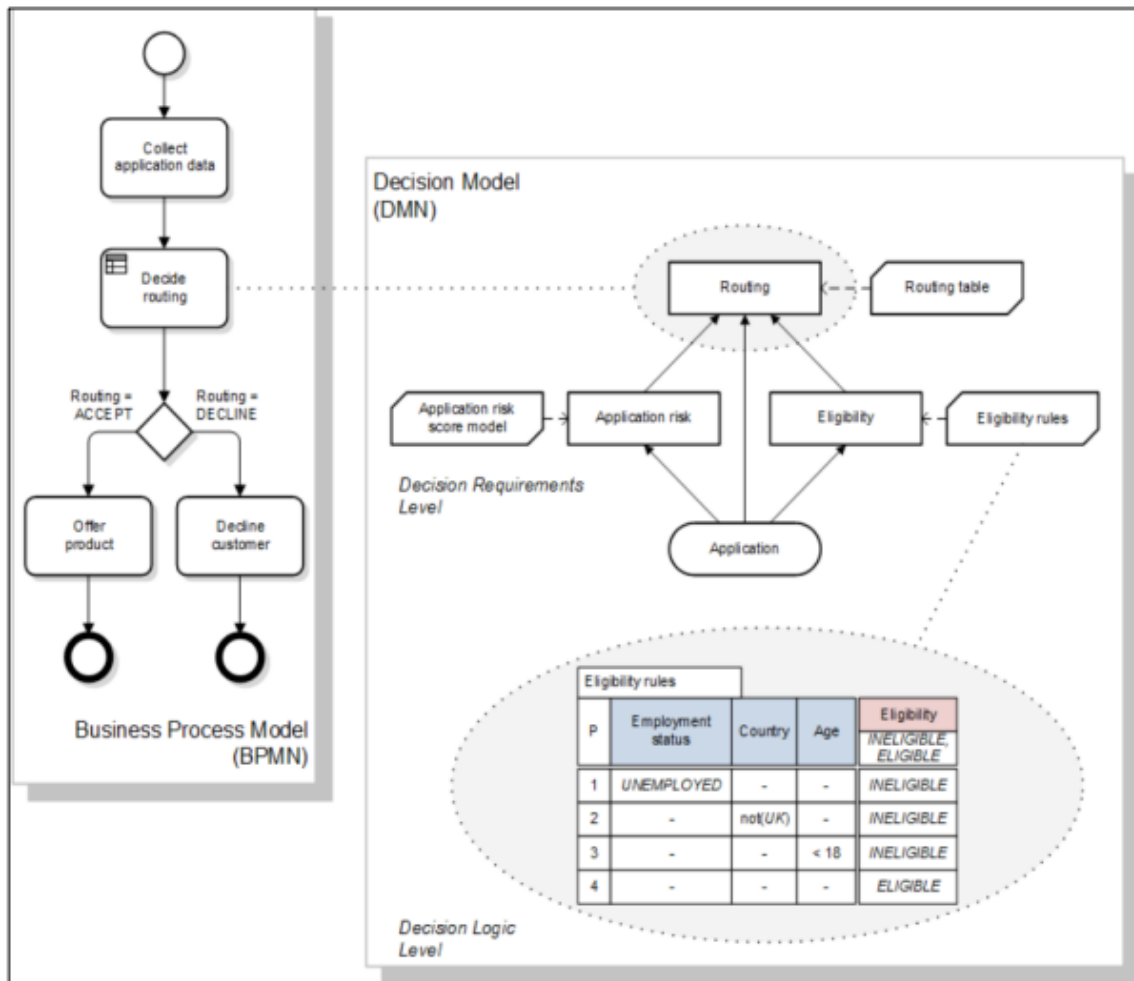 Collect
application data
Decide
routing
Routing =
ACCEPT
Routing =
DECLINE
Offer
product
Decline
customer
Business Process Model
(BPMN)
Decision Model
(DMN)
Routing
Routing table
Application risk
score model
Application risk
Eligibility
Eligibility rules
Decision Requirements
Level
Application
Eligibility rules
P
Employment
status
Country
Age
Eligibility
INELIGIBLE,
ELIGIBLE
1 UNEMPLOYED - - INELIGIBLE
2 - not(UK) - INELIGIBLE
3 - - < 18 INELIGIBLE
4 - - - ELIGIBLE
Decision Logic
Level